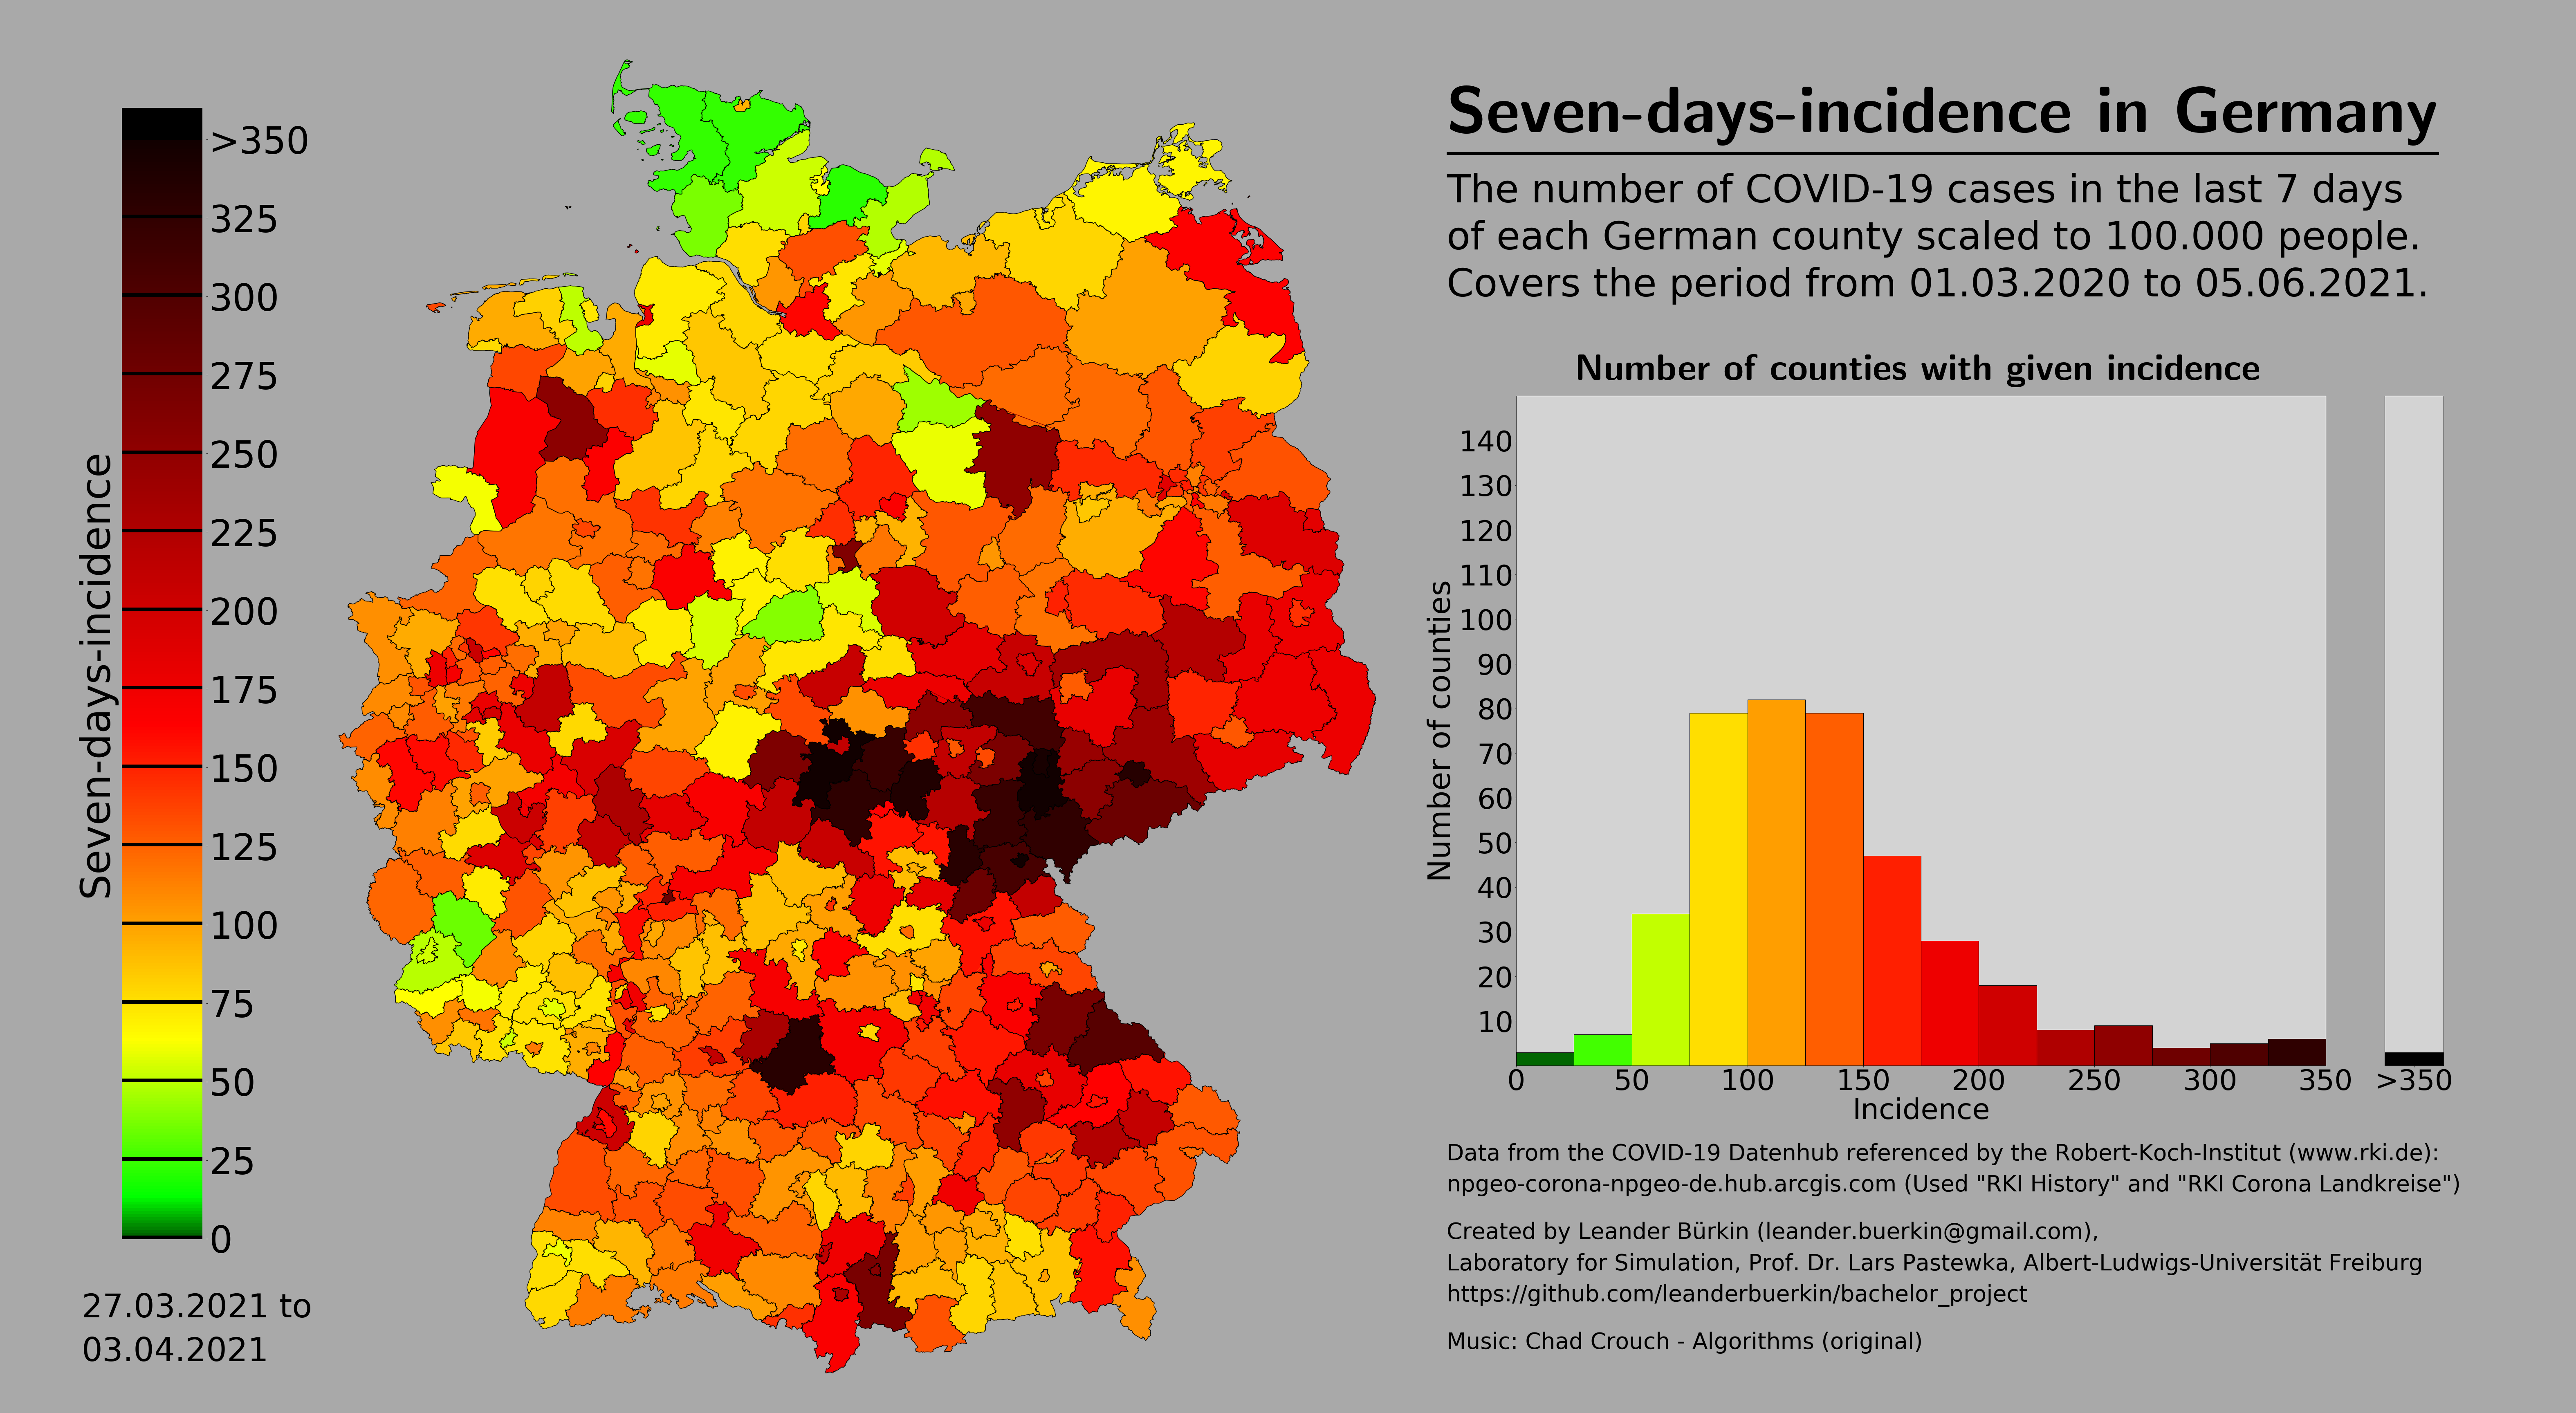 >350
325
300
275
250
225
200
175
150
125
100
75
50
25
0
Seven-days-incidence
27.03.2021 to
03.04.2021
Seven-days-incidence in Germany
The number of COVID-19 cases in the last 7 days
of each German county scaled to 100.000 people.
Covers the period from 01.03.2020 to 05.06.2021.
Number of counties with given incidence
140
130
120
110
100
90
80
70
60
50
40
30
20
10
Number of counties
0 50 100 150 200 250 300 350 >350
Incidence
Data from the COVID-19 Datenhub referenced by the Robert-Koch-Institut (www.rki.de):
npgeo-corona-npgeo-de.hub.arcgis.com (Used "RKI History" and "RKI Corona Landkreise")
Created by Leander Bürkin (leander.buerkin@gmail.com),
Laboratory for Simulation, Prof. Dr. Lars Pastewka, Albert-Ludwigs-Universität Freiburg
https://github.com/leanderbuerkin/bachelor_project
Music: Chad Crouch - Algorithms (original)